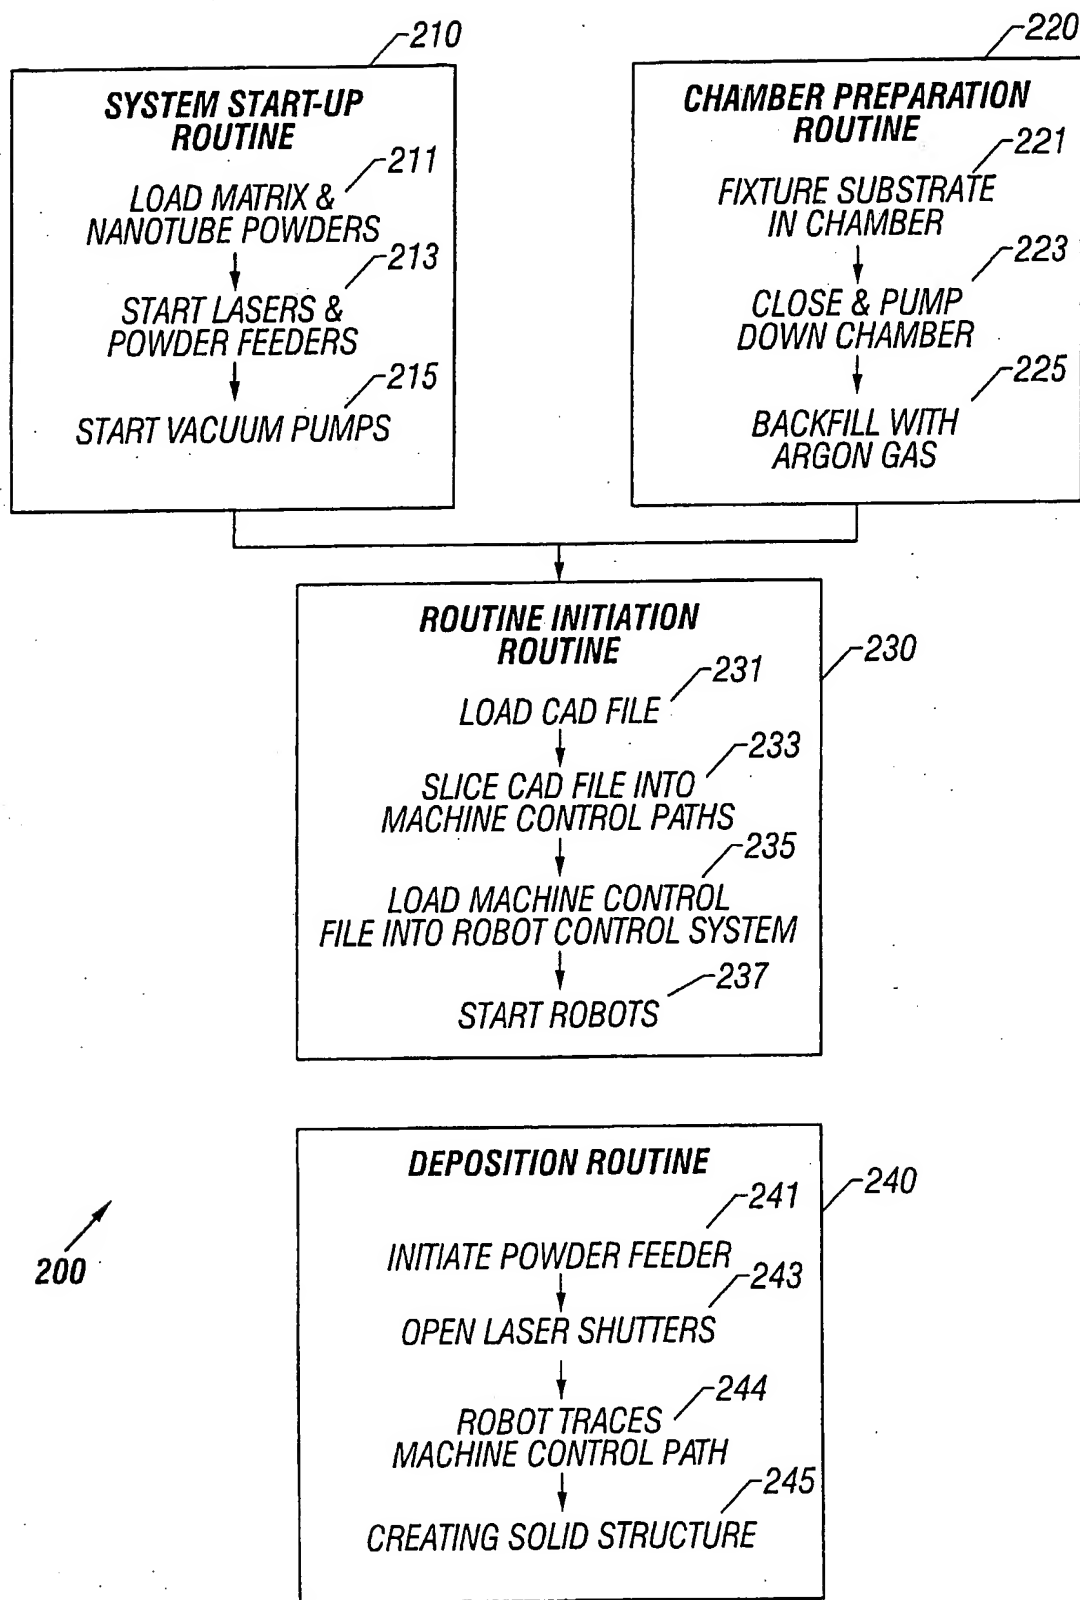 210
SYSTEM START-UP
ROUTINE
211
LOAD MATRIX &
NANOTUBE POWDERS
213
START LASERS &
POWDER FEEDERS
215
START VACUUM PUMPS
220
CHAMBER PREPARATION
ROUTINE
221
FIXTURE SUBSTRATE
IN CHAMBER
223
CLOSE & PUMP
DOWN CHAMBER
225
BACKFILL WITH
ARGON GAS
ROUTINE INITIATION
ROUTINE
230
231
LOAD CAD FILE
233
SLICE CAD FILE INTO
MACHINE CONTROL PATHS
235
LOAD MACHINE CONTROL
FILE INTO ROBOT CONTROL SYSTEM
237
START ROBOTS
DEPOSITION ROUTINE
240
241
INITIATE POWDER FEEDER
243
OPEN LASER SHUTTERS
244
ROBOT TRACES
MACHINE CONTROL PATH
245
CREATING SOLID STRUCTURE
200